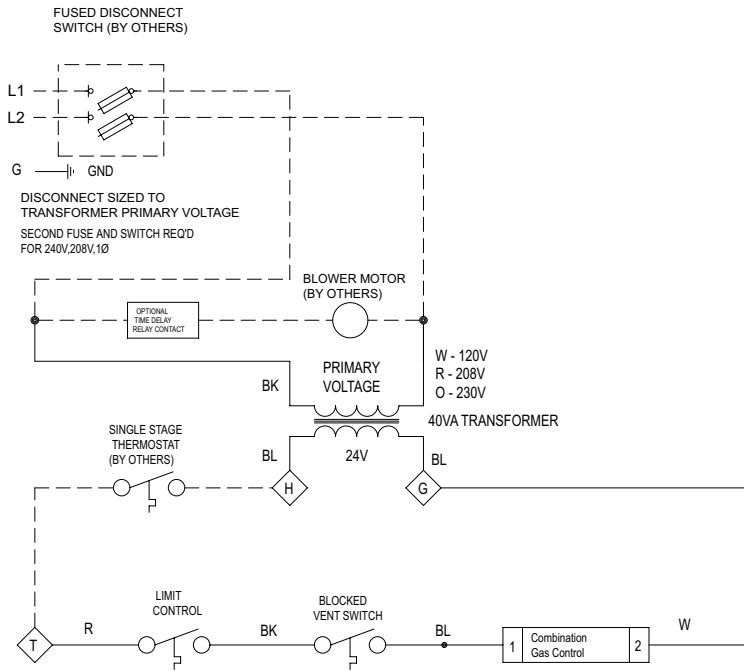 FUSED DISCONNECT
SWITCH (BY OTHERS)
L1
L2
G
GND
DISCONNECT SIZED TO
TRANSFORMER PRIMARY VOLTAGE
SECOND FUSE AND SWITCH REQ'D
FOR 240V,208V,1Ø
BLOWER MOTOR
(BY OTHERS)
OPTIONAL
TIME DELAY
RELAY CONTACT
PRIMARY
VOLTAGE
W - 120V
R - 208V
O - 230V
BK
40VA TRANSFORMER
SINGLE STAGE
THERMOSTAT
(BY OTHERS)
BL
24V
BL
H
G
LIMIT
CONTROL
BLOCKED
VENT SWITCH
T
R
BK
BL
1
Combination
Gas Control
2
W